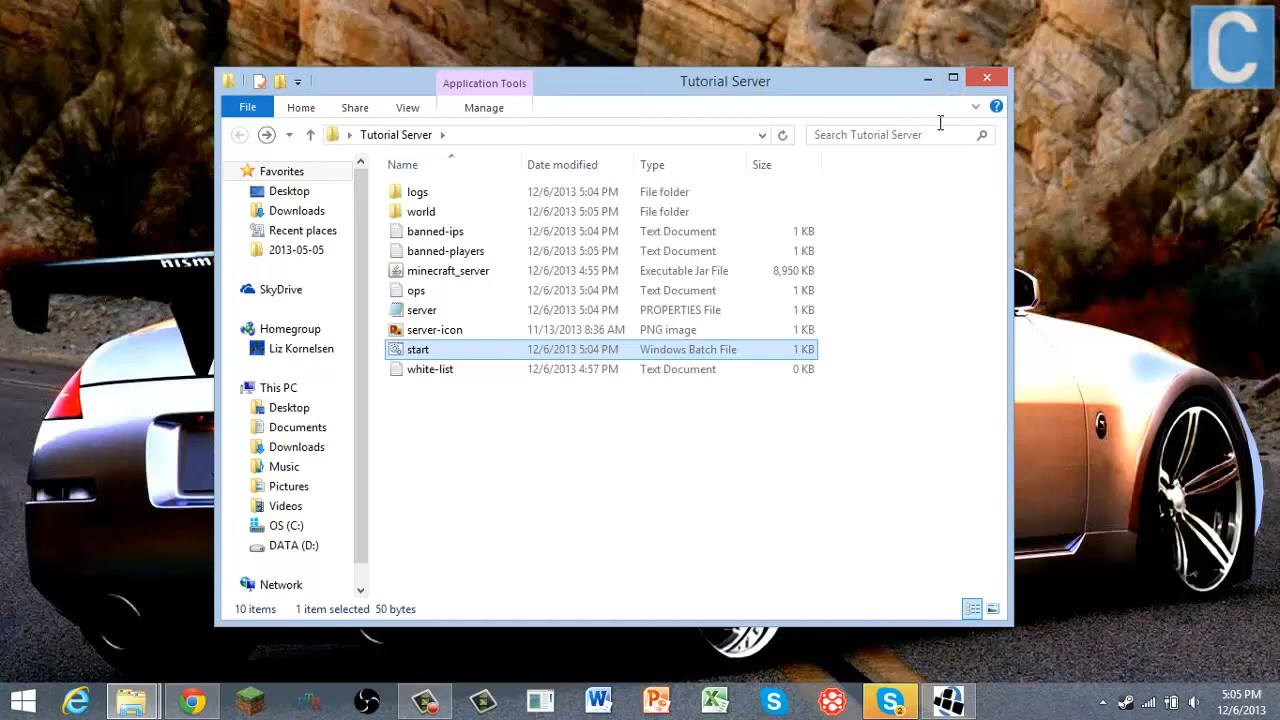 C
Application Tools
Tutorial Server
File
Home
Share
View
Manage
Tutorial Server
Search Tutorial Server
Name
Date modified
Type
Size
Favorites
Desktop
Downloads
Recent places
2013-05-05
SkyDrive
Homegroup
Liz Kornelsen
This PC
Desktop
Documents
Downloads
Music
Pictures
Videos
OS (C:)
DATA (D:)
Network
logs 12/6/2013 5:04 PM File folder
world 12/6/2013 5:05 PM File folder
banned-ips 12/6/2013 5:04 PM Text Document 1 KB
banned-players 12/6/2013 5:05 PM Text Document 1 KB
minecraft_server 12/6/2013 4:55 PM Executable Jar File 8,950 KB
ops 12/6/2013 5:04 PM Text Document 1 KB
server 12/6/2013 5:04 PM PROPERTIES File 1 KB
server-icon 11/13/2013 8:36 AM PNG image 1 KB
start 12/6/2013 5:04 PM Windows Batch File 1 KB
white-list 12/6/2013 4:57 PM Text Document 0 KB
10 items 1 item selected 50 bytes
nismo
5:05 PM
12/6/2013